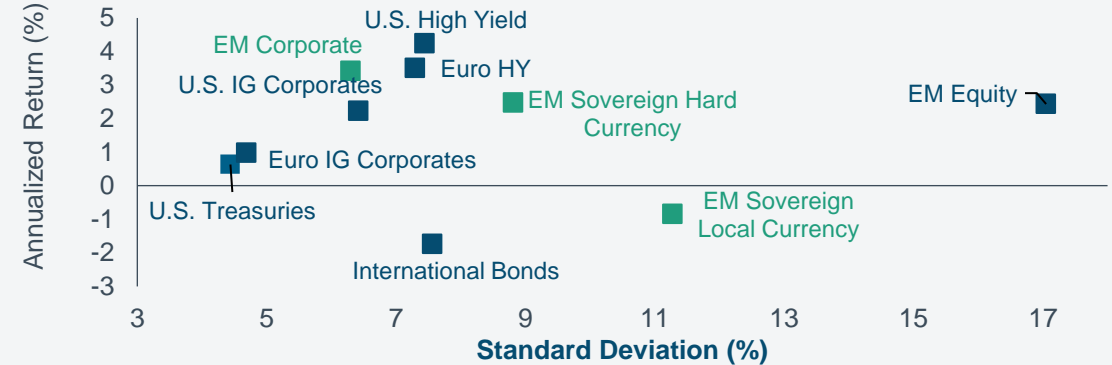 Annualized Return (%)
5
4
3
2
1
0
-1
-2
-3
U.S. High Yield
EM Corporate
Euro HY
U.S. IG Corporates
EM Sovereign Hard
Currency
EM Equity
Euro IG Corporates
U.S. Treasuries
EM Sovereign
Local Currency
International Bonds
3
5
7
9
11
13
15
17
Standard Deviation (%)